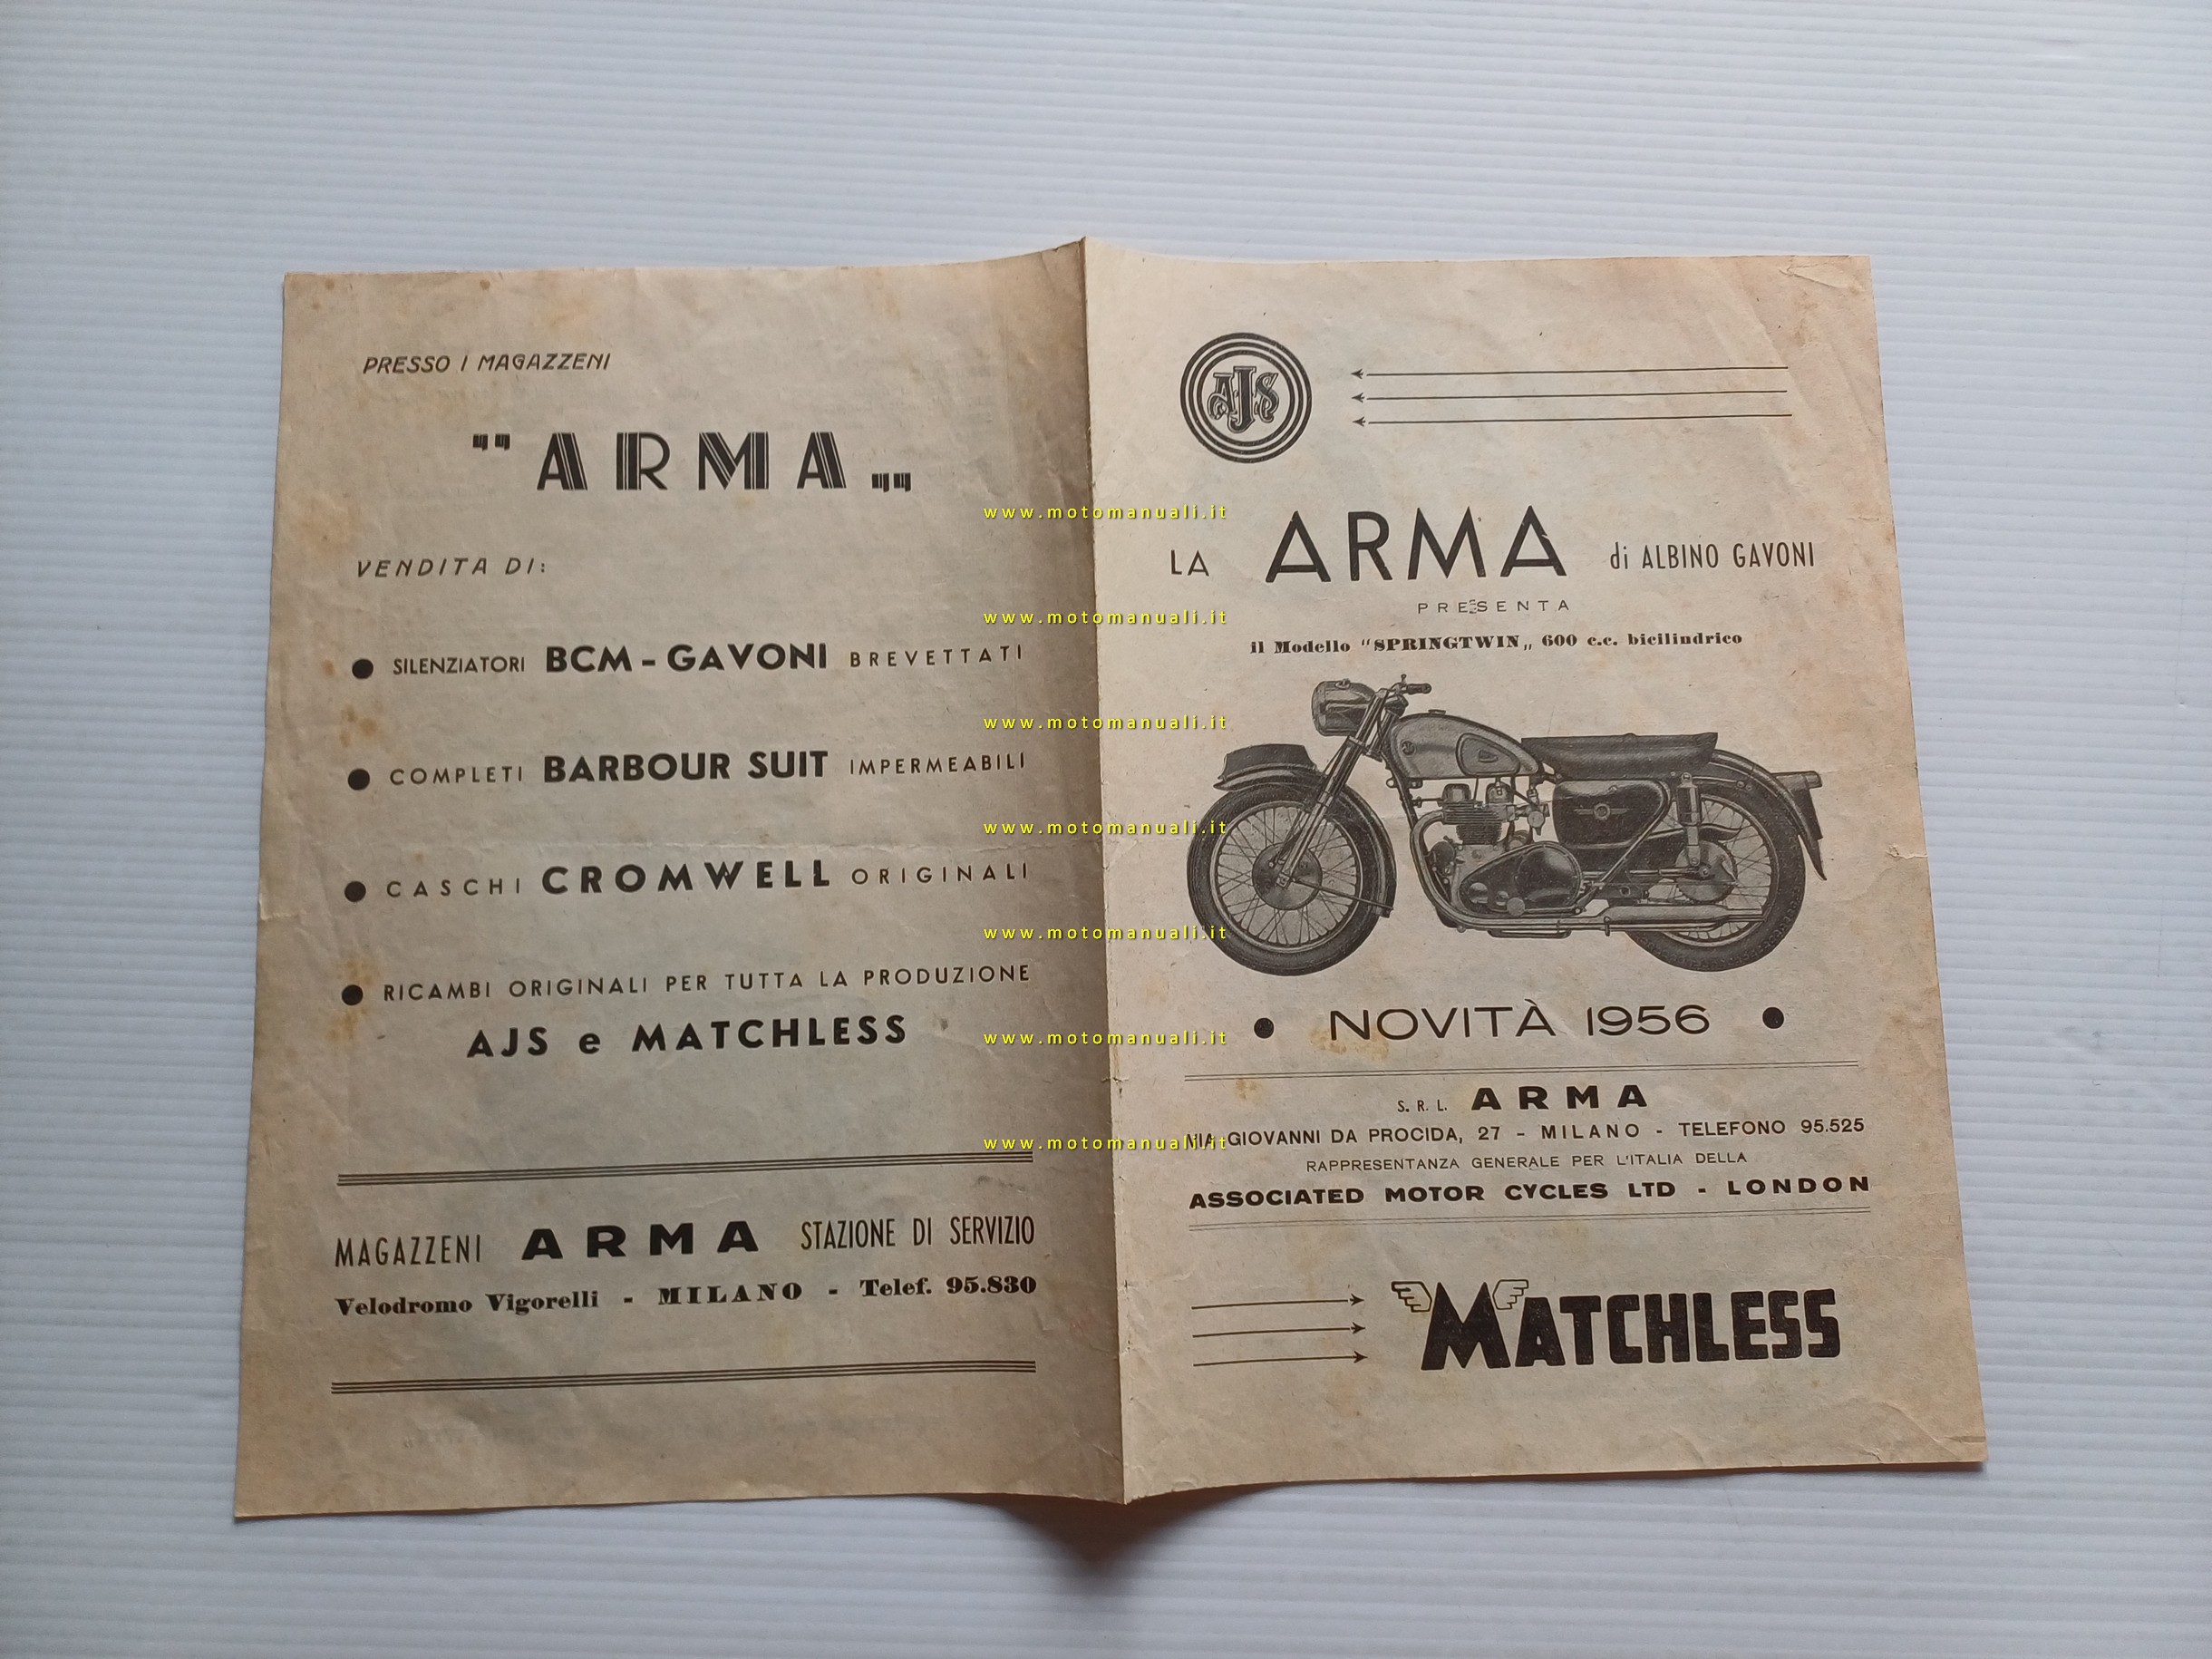 PRESSO I MAGAZZENI
"ARMA„
VENDITA DI:
● SILENZIATORI BCM - GAVONI BREVETTATI
● COMPLETI BARBOUR SUIT IMPERMEABILI
● CASCHI CROMWELL ORIGINALI
● RICAMBI ORIGINALI PER TUTTA LA PRODUZIONE
AJS e MATCHLESS
MAGAZZENI ARMA STAZIONE DI SERVIZIO
Velodromo Vigorelli - MILANO - Telef. 95.830
AJS
LA ARMA di ALBINO GAVONI
PRESENTA
il Modello "SPRINGTWIN„ 600 c.c. bicilindrico
● NOVITÀ 1956 ●
S. R. L. ARMA
VIA GIOVANNI DA PROCIDA, 27 - MILANO - TELEFONO 95.525
RAPPRESENTANZA GENERALE PER L'ITALIA DELLA
ASSOCIATED MOTOR CYCLES LTD - LONDON
MATCHLESS
www.motomanuali.it
www.motomanuali.it
www.motomanuali.it
www.motomanuali.it
www.motomanuali.it
www.motomanuali.it
www.motomanuali.it